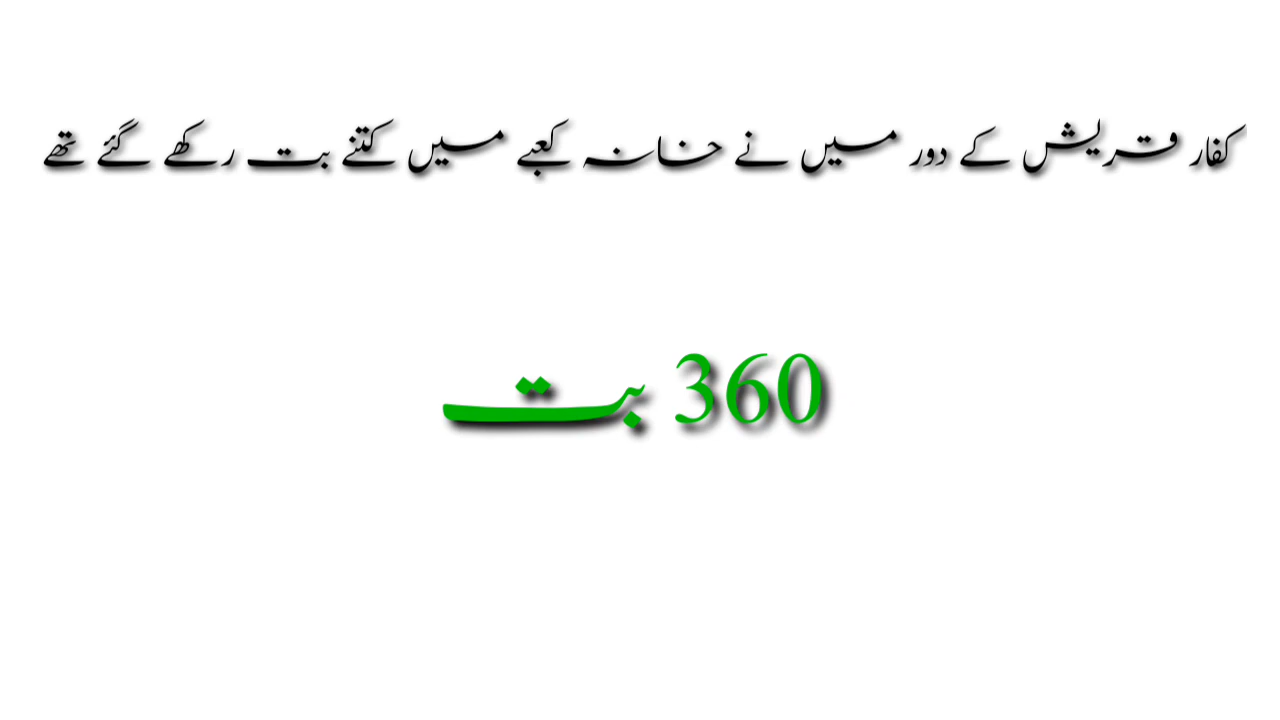 کفار قریش کے دور میں نے خانہ کعبے میں کتنے بت رکھے گئے تھے
360 بت